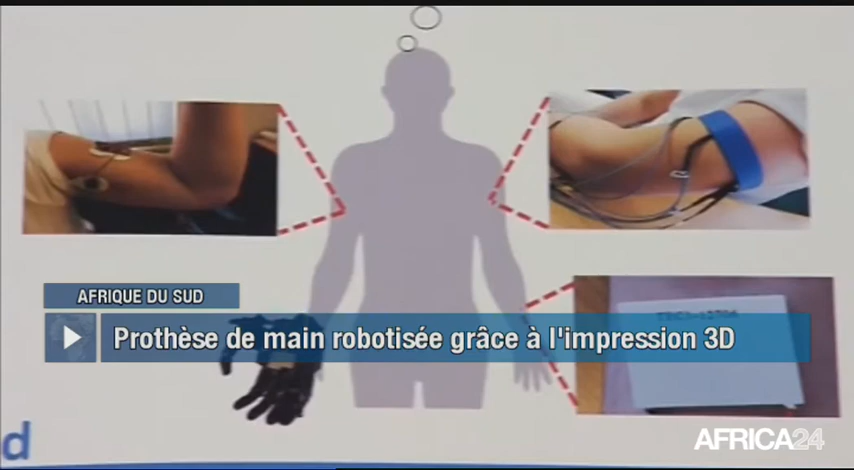 AFRIQUE DU SUD
Prothèse de main robotisée grâce à l'impression 3D
d
AFRICA24